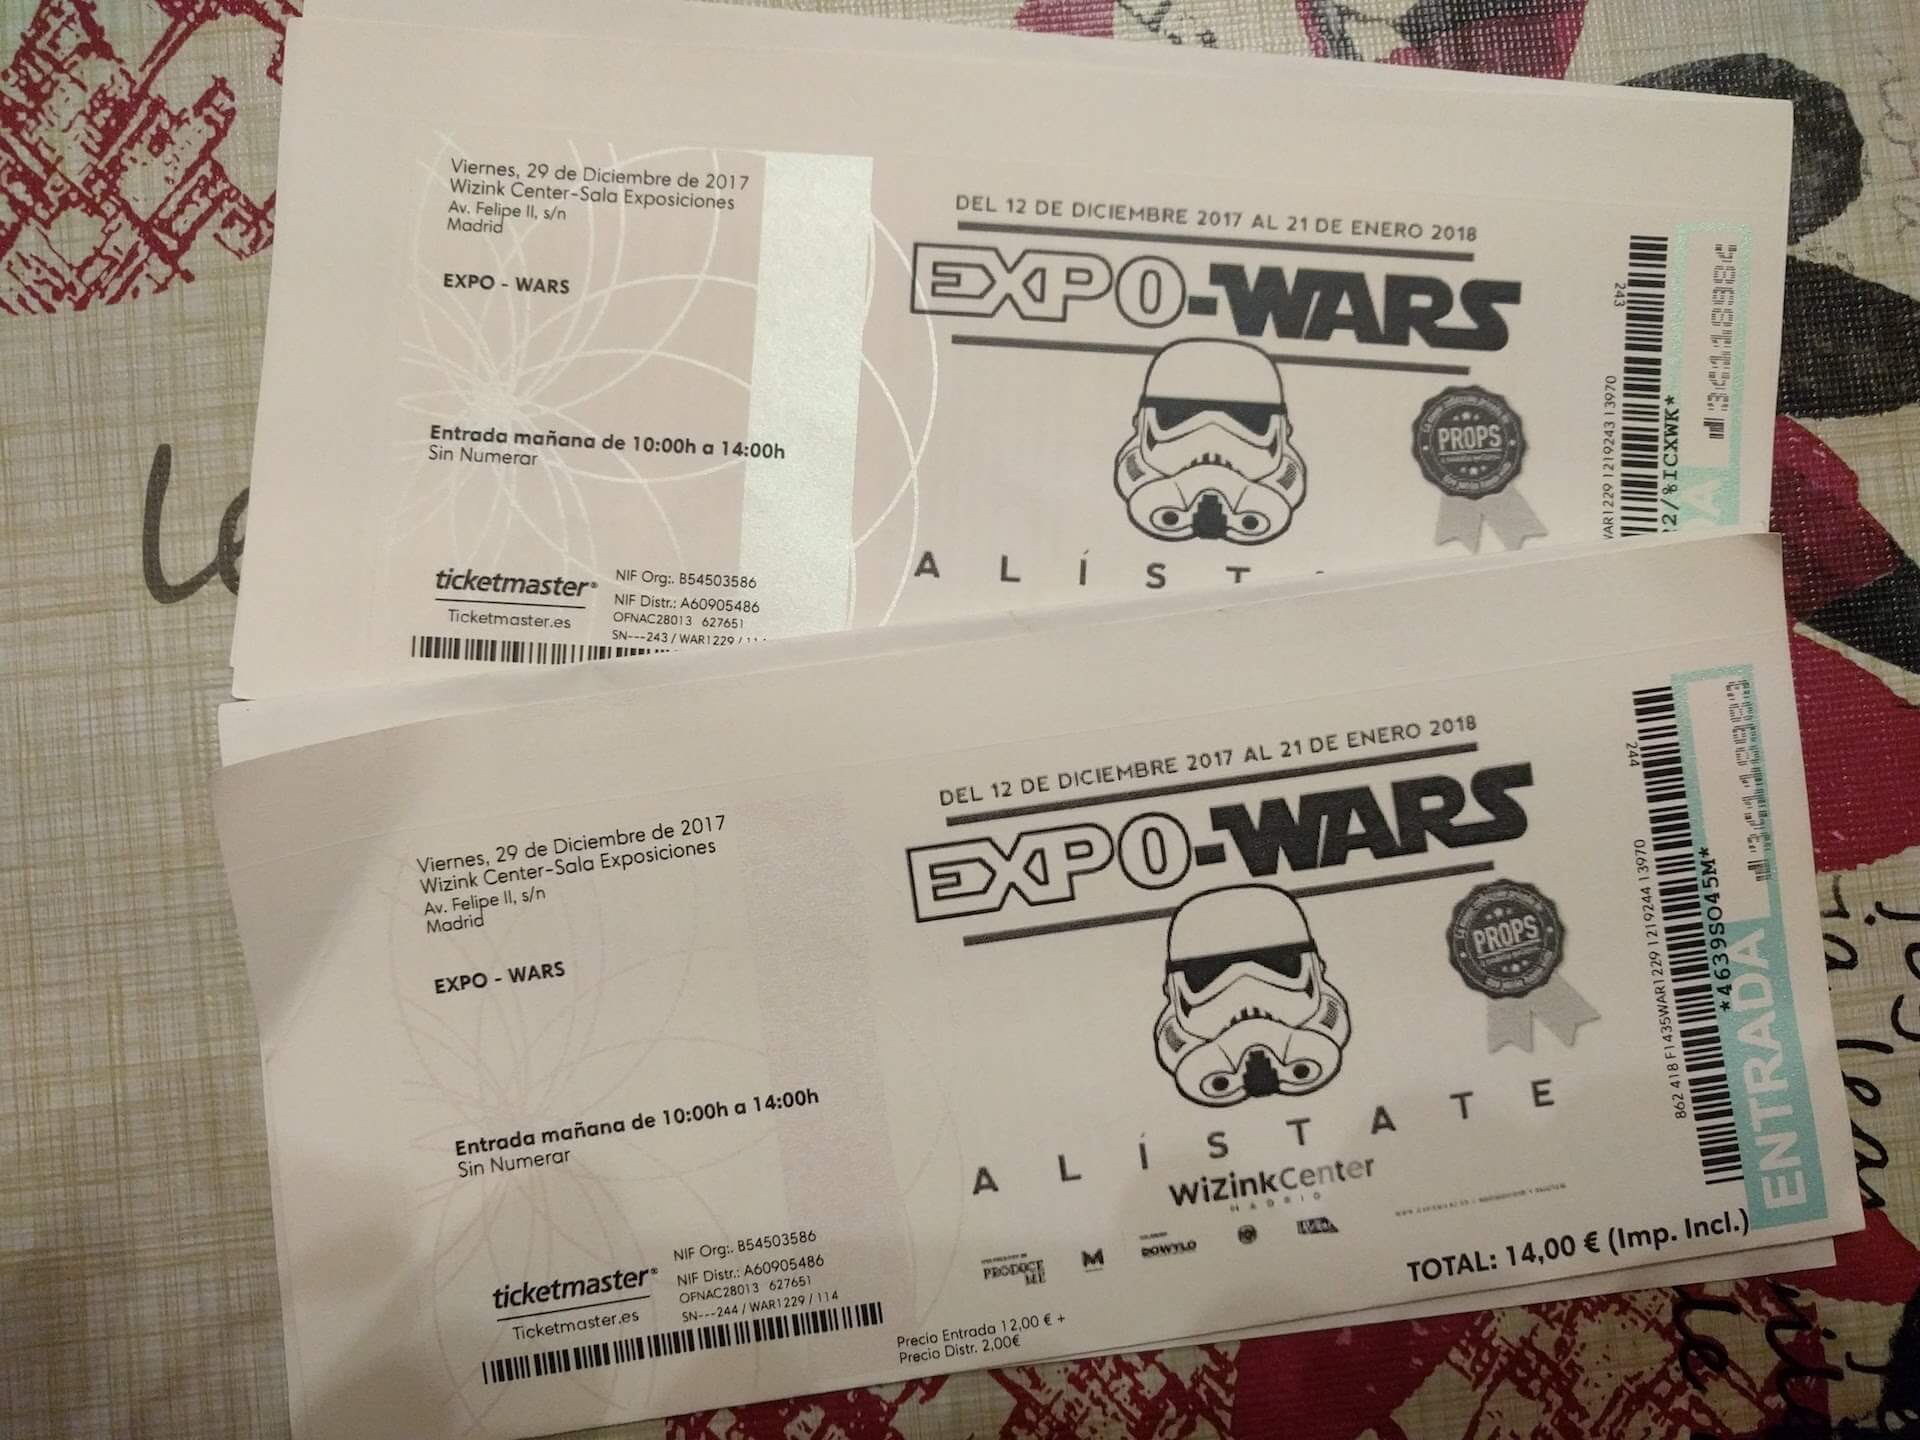 Viernes, 29 de Diciembre de 2017
Wizink Center-Sala Exposiciones
Av. Felipe II, s/n
Madrid
EXPO - WARS
Entrada mañana de 10:00h a 14:00h
Sin Numerar
ticketmaster®
Ticketmaster.es
NIF Org:. B54503586
NIF Distr.: A60905486
OFNAC28013 627651
SN---243 / WAR1229 /
DEL 12 DE DICIEMBRE 2017 AL 21 DE ENERO 2018
EXPO-WARS
PROPS
ALÍST
243
WAR1229 1219243 13970
22/%ICXWK*
DA
Viernes, 29 de Diciembre de 2017
Wizink Center-Sala Exposiciones
Av. Felipe II, s/n
Madrid
EXPO - WARS
Entrada mañana de 10:00h a 14:00h
Sin Numerar
ticketmaster®
Ticketmaster.es
NIF Org:. B54503586
NIF Distr.: A60905486
OFNAC28013 627651
SN---244 / WAR1229 / 114
DEL 12 DE DICIEMBRE 2017 AL 21 DE ENERO 2018
EXPO-WARS
PROPS
ALÍSTATE
WiZinkCenter
MADRID
PRODUCE ME
M
ROWYLO
Precio Entrada 12,00 € +
Precio Distr. 2,00€
TOTAL: 14,00 € (Imp. Incl.)
244
862 418 F1435WAR1229 1219244 13970
*4639SO45M*
ENTRADA